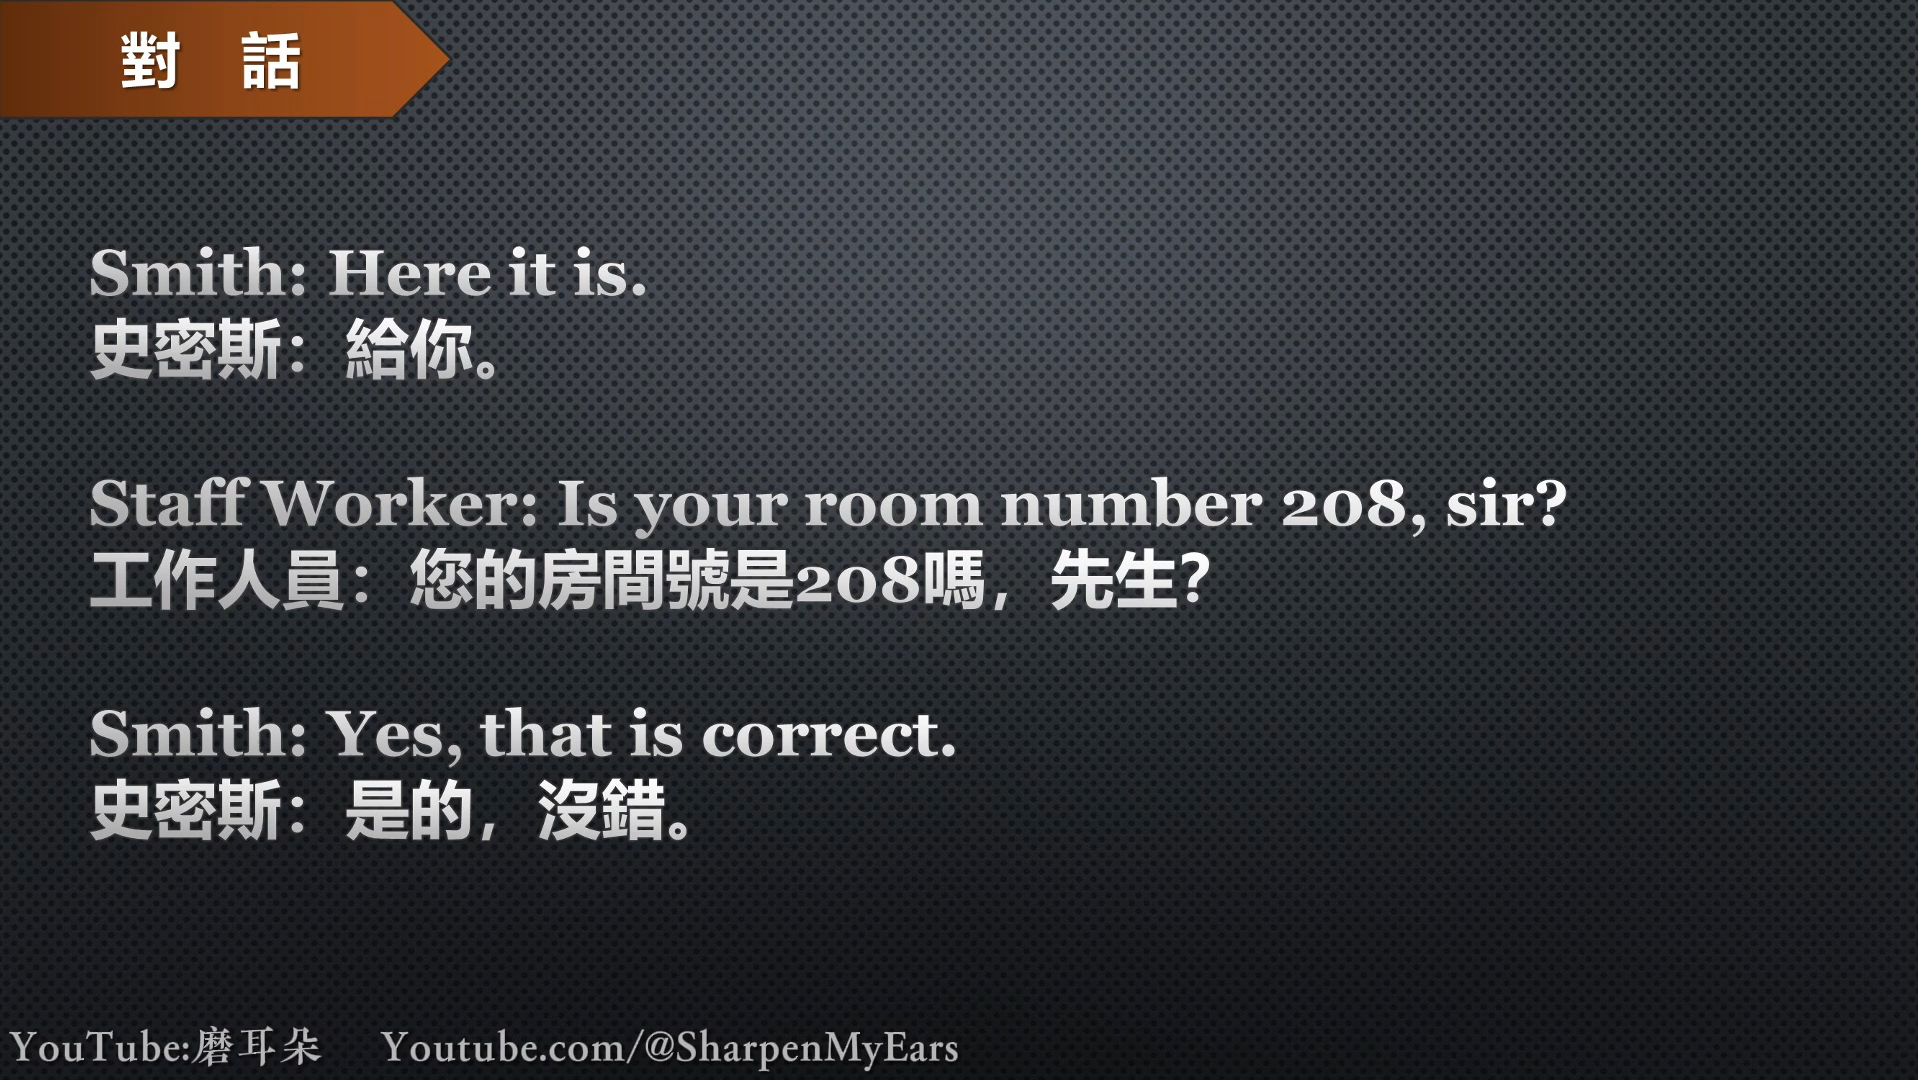 對 話
Smith: Here it is.
史密斯：給你。
Staff Worker: Is your room number 208, sir?
工作人員：您的房間號是208嗎，先生？
Smith: Yes, that is correct.
史密斯：是的，沒錯。
YouTube:磨耳朵 Youtube.com/@SharpenMyEars